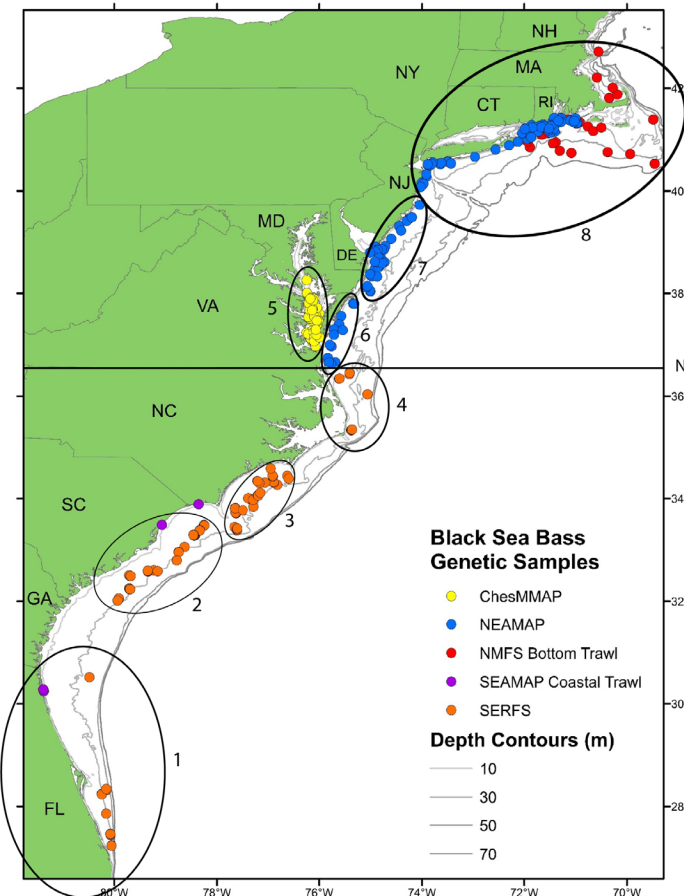 NH
MA
NY
CT
RI
42
NJ
40
8
MD
DE
7
38
5
VA
6
N
36
NC
4
34
SC
3
Black Sea Bass
Genetic Samples
ChesMMAP
NEAMAP
NMFS Bottom Trawl
SEAMAP Coastal Trawl
SERFS
2
GA
32
30
Depth Contours (m)
10
30
50
70
1
FL
28
80°W
78°W
76°W
74°W
72°W
70°W